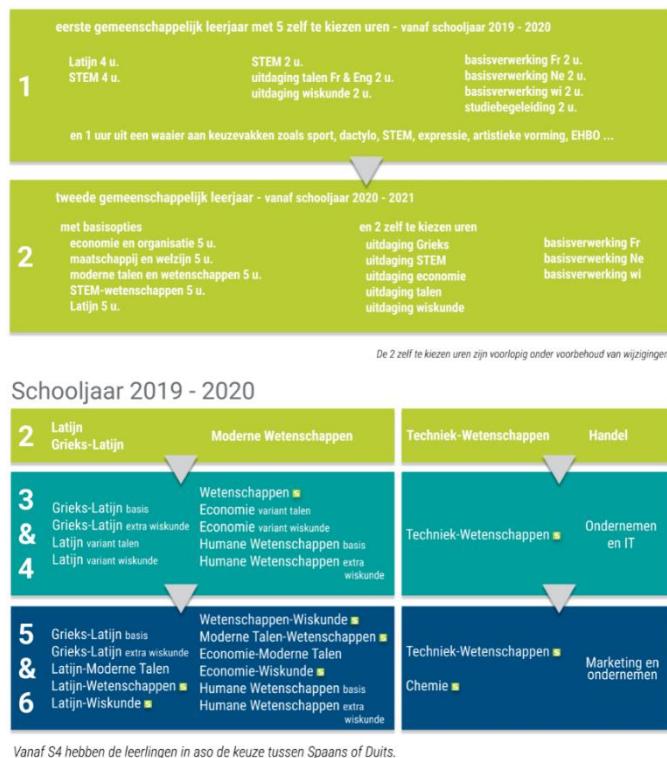 eerste gemeenschappelijk leerjaar met 5 zelf te kiezen uren - vanaf schooljaar 2019 - 2020
1
Latijn 4 u.
STEM 4 u.
STEM 2 u.
uitdaging talen Fr & Eng 2 u.
uitdaging wiskunde 2 u.
basisverwerking Fr 2 u.
basisverwerking Ne 2 u.
basisverwerking wi 2 u.
studiebegeleiding 2 u.
en 1 uur uit een waaier aan keuzevakken zoals sport, dactylo, STEM, expressie, artistieke vorming, EHBO ...
tweede gemeenschappelijk leerjaar - vanaf schooljaar 2020 - 2021
2
met basisopties
economie en organisatie 5 u.
maatschappij en welzijn 5 u.
moderne talen en wetenschappen 5 u.
STEM-wetenschappen 5 u.
Latijn 5 u.
en 2 zelf te kiezen uren
uitdaging Grieks
uitdaging STEM
uitdaging economie
uitdaging talen
uitdaging wiskunde
basisverwerking Fr
basisverwerking Ne
basisverwerking wi
De 2 zelf te kiezen uren zijn voorlopig onder voorbehoud van wijzigingen
Schooljaar 2019 - 2020
2
Latijn
Grieks-Latijn
Moderne Wetenschappen
Techniek-Wetenschappen
Handel
3
&
4
Grieks-Latijn basis
Grieks-Latijn extra wiskunde
Latijn variant talen
Latijn variant wiskunde
Wetenschappen S
Economie variant talen
Economie variant wiskunde
Humane Wetenschappen basis
Humane Wetenschappen extra
wiskunde
Techniek-Wetenschappen S
Ondernemen
en IT
5
&
6
Grieks-Latijn basis
Grieks-Latijn extra wiskunde
Latijn-Moderne Talen
Latijn-Wetenschappen S
Latijn-Wiskunde S
Wetenschappen-Wiskunde S
Moderne Talen-Wetenschappen S
Economie-Moderne Talen
Economie-Wiskunde S
Humane Wetenschappen basis
Humane Wetenschappen extra
wiskunde
Techniek-Wetenschappen S
Chemie S
Marketing en
ondernemen
Vanaf S4 hebben de leerlingen in aso de keuze tussen Spaans of Duits.